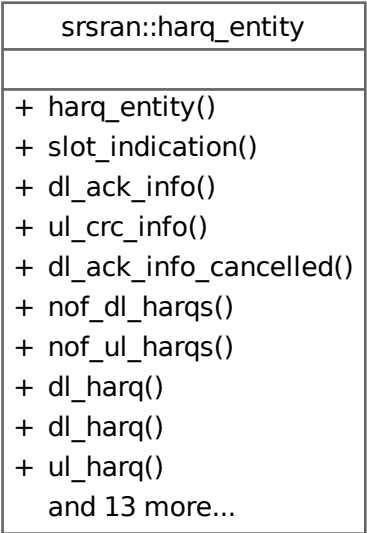 srsran::harq_entity
+ harq_entity()
+ slot_indication()
+ dl_ack_info()
+ ul_crc_info()
+ dl_ack_info_cancelled()
+ nof_dl_harqs()
+ nof_ul_harqs()
+ dl_harq()
+ dl_harq()
+ ul_harq()
and 13 more...